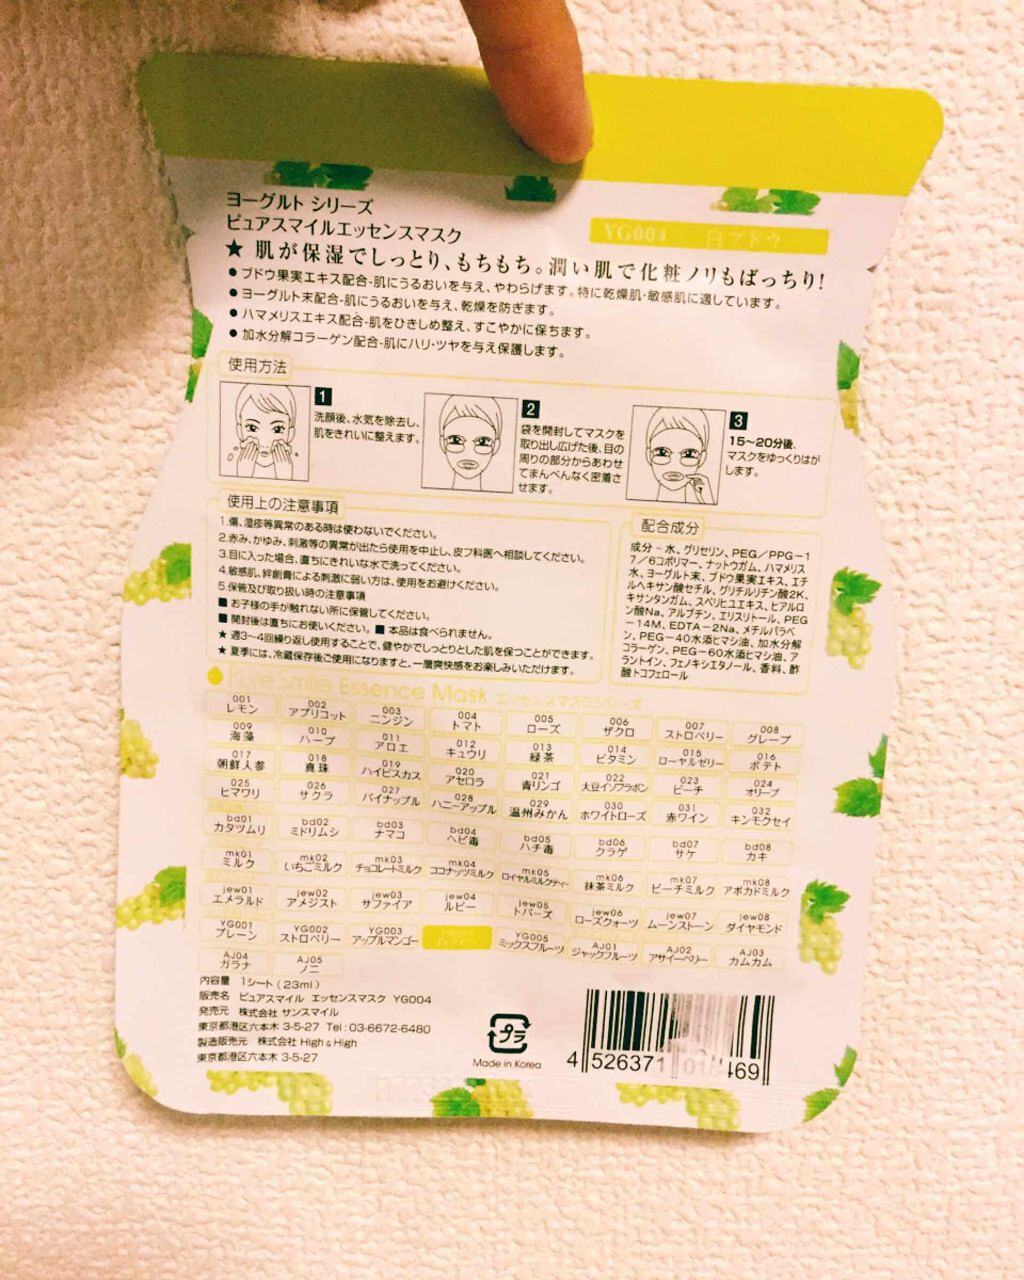 ヨーグルト シリーズ
ピュアスマイルエッセンスマスク
YG004 白ブドウ
★ 肌が保湿でしっとり、もちもち。潤い肌で化粧ノリもばっちり!
● ブドウ果実エキス配合-肌にうるおいを与え、やわらげます。特に乾燥肌・敏感肌に適しています。
● ヨーグルト末配合-肌にうるおいを与え、乾燥を防ぎます。
● ハマメリスエキス配合-肌をひきしめ整え、すこやかに保ちます。
● 加水分解コラーゲン配合-肌にハリ・ツヤを与え保護します。
使用方法
1
洗顔後、水気を除去し、
肌をきれいに整えます。
2
袋を開封してマスクを
取り出し広げた後、目の
周りの部分からあわせ
てまんべんなく密着さ
せます。
3
15〜20分後、
マスクをゆっくりはが
します。
使用上の注意事項
1.傷、湿疹等異常のある時は使わないでください。
2.赤み、かゆみ、刺激等の異常が出たら使用を中止し、皮フ科医へ相談してください。
3.目に入った場合、直ちにきれいな水で洗ってください。
4.敏感肌、絆創膏による刺激に弱い方は、使用をお避けください。
5.保管及び取り扱い時の注意事項
■ お子様の手が触れない所に保管してください。
■ 開封後は直ちにお使いください。■ 本品は食べられません。
★ 週3〜4回繰り返し使用することで、健やかでしっとりとした肌を保つことができます。
★ 夏季には、冷蔵保存後ご使用になりますと、一層爽快感をお楽しみいただけます。
配合成分
成分 - 水、グリセリン、PEG/PPG-1
7/6コポリマー、ナットウガム、ハマメリス
水、ヨーグルト末、ブドウ果実エキス、エチ
ルヘキサン酸セチル、グリチルリチン酸2K、
キサンタンガム、スベリヒユエキス、ヒアルロ
ン酸Na、アルブチン、エリスリトール、PEG
-14M、EDTA-2Na、メチルパラベ
ン、PEG-40水添ヒマシ油、加水分解
コラーゲン、PEG-60水添ヒマシ油、ア
ラントイン、フェノキシエタノール、香料、酢
酸トコフェロール
Pure Smile Essence Mask エッセンスマスクシリーズ
001 002 003 004 005 006 007 008
レモン アプリコット ニンジン トマト ローズ ザクロ ストロベリー グレープ
009 010 011 012 013 014 015 016
海藻 ハーブ アロエ キュウリ 緑茶 ビタミン ローヤルゼリー ポテト
017 018 019 020 021 022 023 024
朝鮮人参 真珠 ハイビスカス アセロラ 青リンゴ 大豆イソフラボン ピーチ オリーブ
025 026 027 028 029 030 031 032
ヒマワリ サクラ パイナップル ハニーアップル 温州みかん ホワイトローズ 赤ワイン キンモクセイ
bd01 bd02 bd03 bd04 bd05 bd06 bd07 bd08
カタツムリ ミドリムシ ナマコ ヘビ毒 ハチ毒 クラゲ サケ カキ
mk01 mk02 mk03 mk04 mk05 mk06 mk07 mk08
ミルク いちごミルク チョコレートミルク ココナッツミルク ロイヤルミルクティー 抹茶ミルク ピーチミルク アボカドミルク
jew01 jew02 jew03 jew04 jew05 jew06 jew07 jew08
エメラルド アメジスト サファイア ルビー トパーズ ローズクォーツ ムーンストーン ダイヤモンド
YG001 YG002 YG003 YG004 YG005 AJ01 AJ02 AJ03
プレーン ストロベリー アップルマンゴー 白ブドウ ミックスフルーツ ジャックフルーツ アサイーベリー カムカム
AJ04 AJ05
ガラナ ノニ
内容量 1シート(23ml)
販売名 ピュアスマイル エッセンスマスク YG004
発売元 株式会社 サンスマイル
東京都港区六本木 3-5-27 Tel:03-6672-6480
製造販売元 株式会社 High & High
東京都港区六本木 3-5-27
プラ
Made in Korea
4 526371 018469